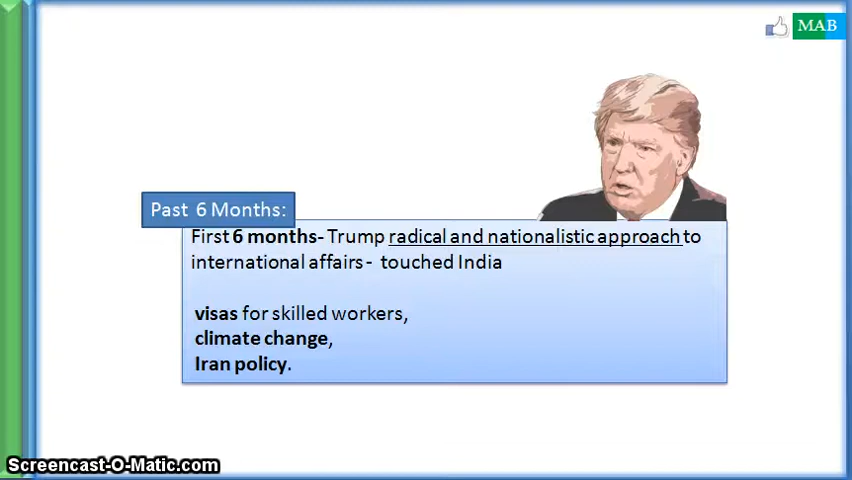 MAB
Past 6 Months:
First 6 months- Trump radical and nationalistic approach to
international affairs - touched India
visas for skilled workers,
climate change,
Iran policy.
Screencast-O-Matic.com